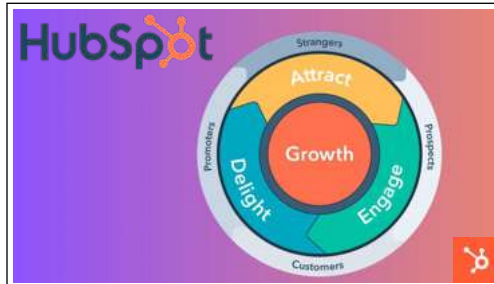 HubSpot
Strangers
Attract
Promoters
Growth
Prospects
Delight
Engage
Customers